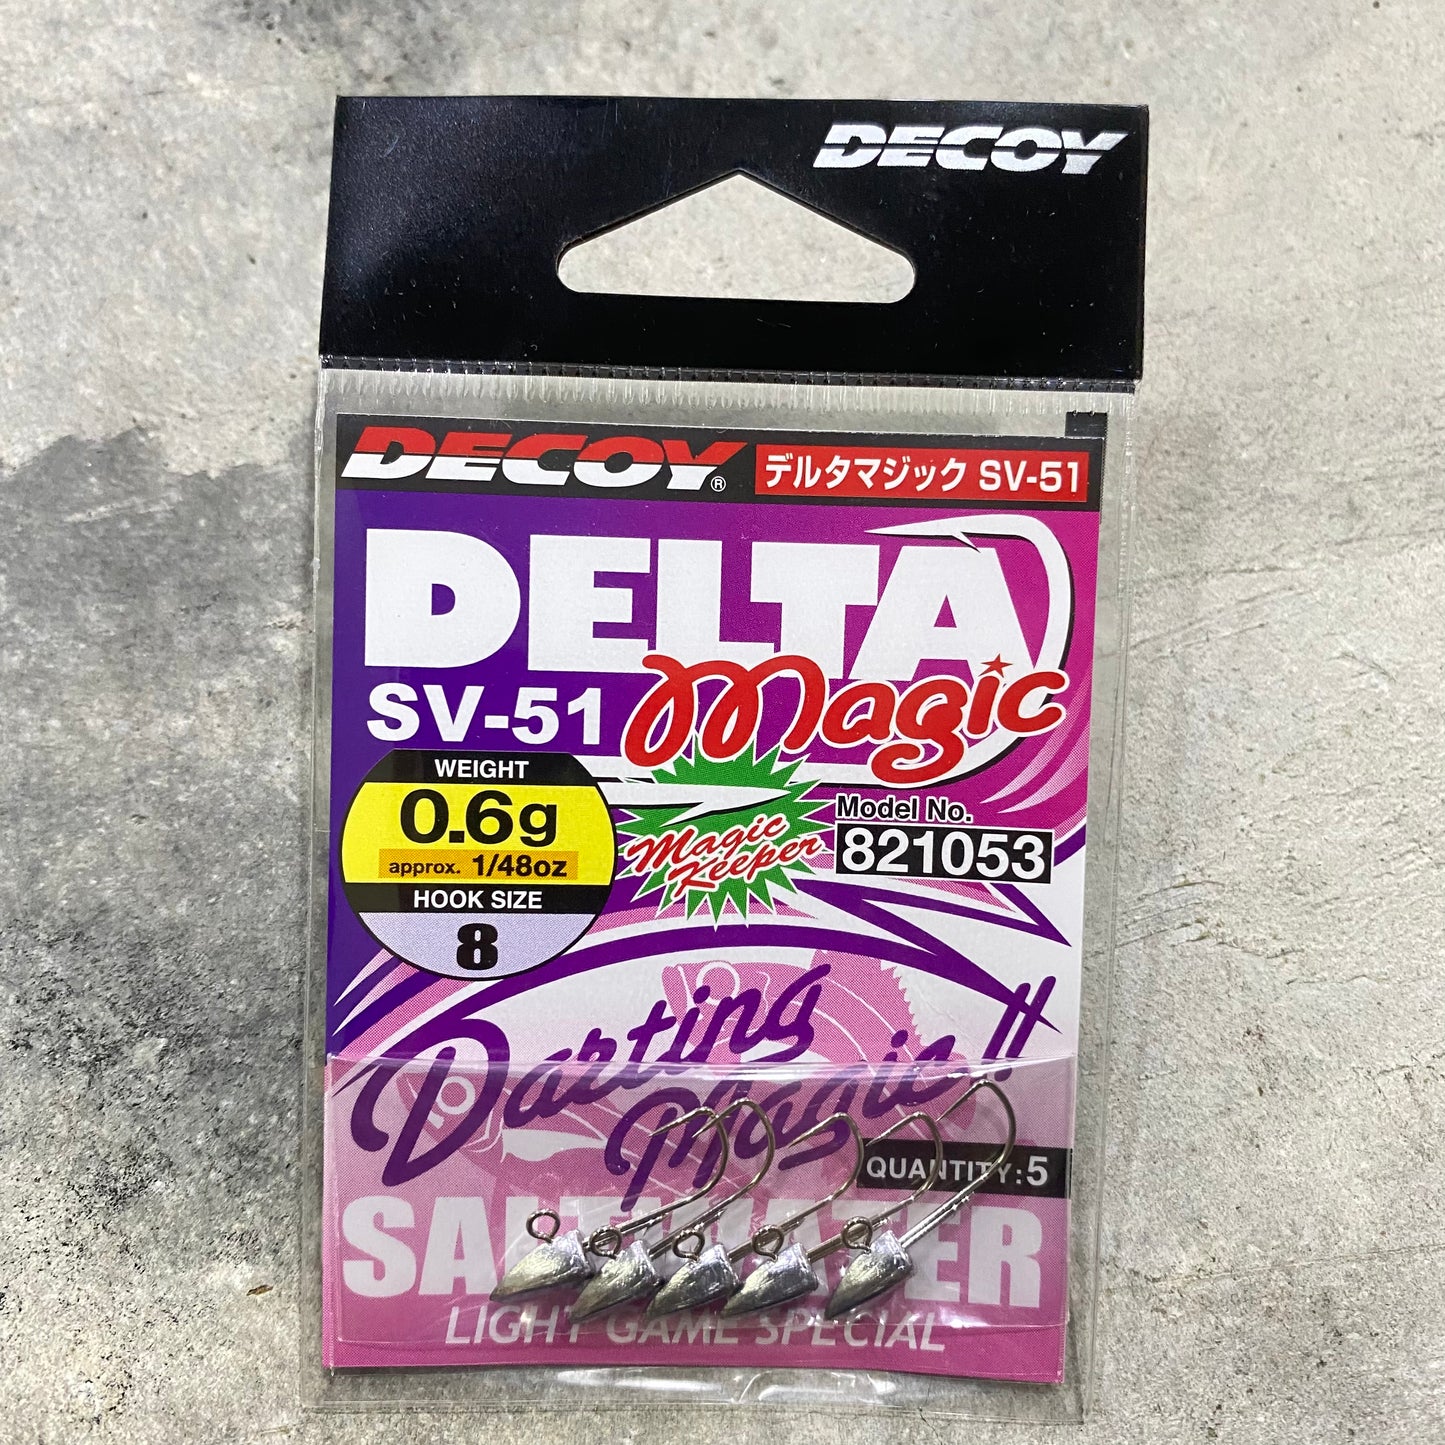 DECOY
DECOY®
デルタマジック SV-51
DELTA
SV-51 Magic
WEIGHT
0.6g
approx. 1/48oz
HOOK SIZE
8
Magic
Keeper
Model No.
821053
Darting
Magic!!
QUANTITY:5
SALTWATER
LIGHT GAME SPECIAL